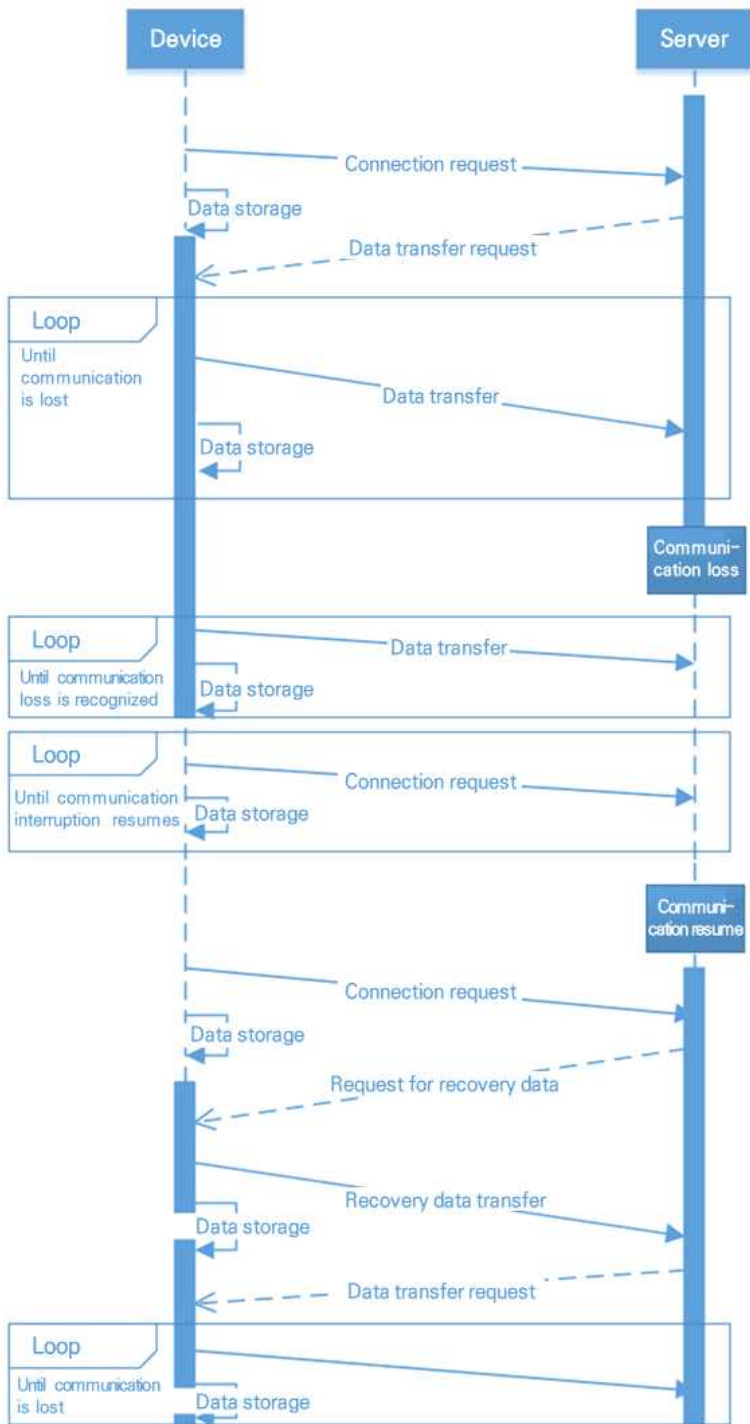 Device
Server
Connection request
Data storage
Data transfer request
Loop
Until
communication
is lost
Data transfer
Data storage
Communi-
cation loss
Loop
Data transfer
Until communication
loss is recognized
Data storage
Loop
Connection request
Until communication
interruption resumes
Data storage
Communi-
cation resume
Connection request
Data storage
Request for recovery data
Recovery data transfer
Data storage
Data transfer request
Loop
Until communication
is lost
Data storage